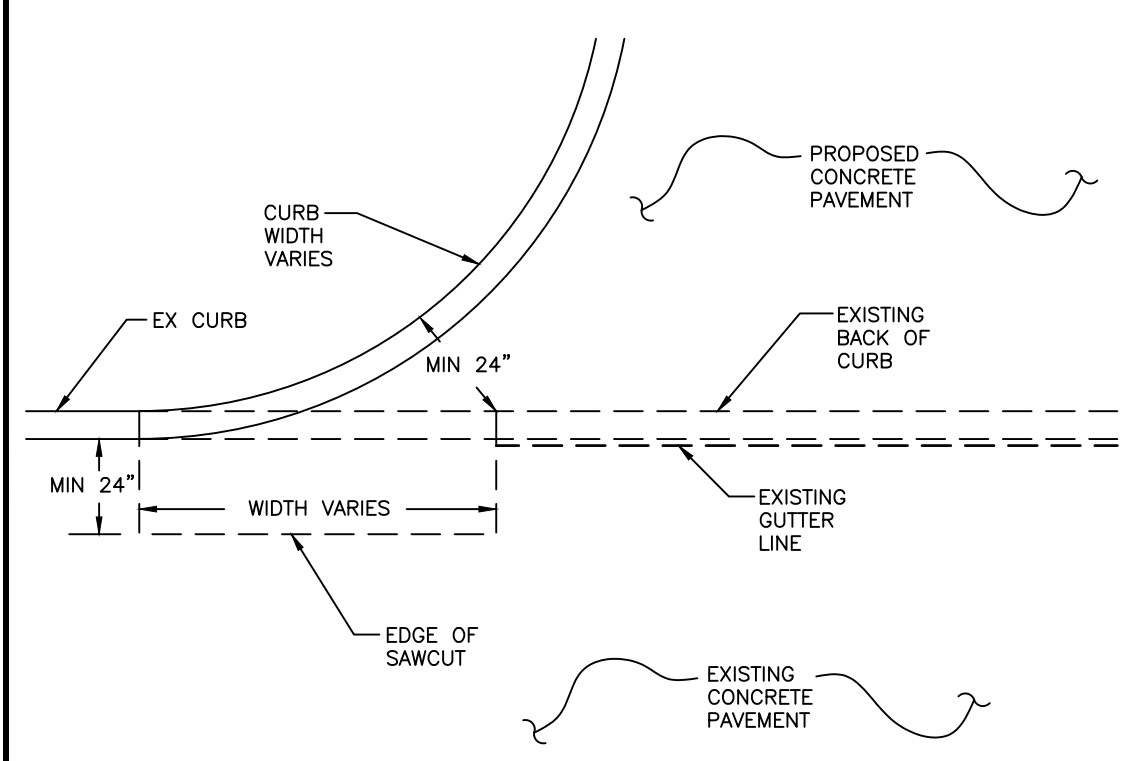 PROPOSED
CONCRETE
PAVEMENT
CURB
WIDTH
VARIES
EX CURB
EXISTING
BACK OF
CURB
MIN 24"
MIN 24"
WIDTH VARIES
EXISTING
GUTTER
LINE
EDGE OF
SAWCUT
EXISTING
CONCRETE
PAVEMENT